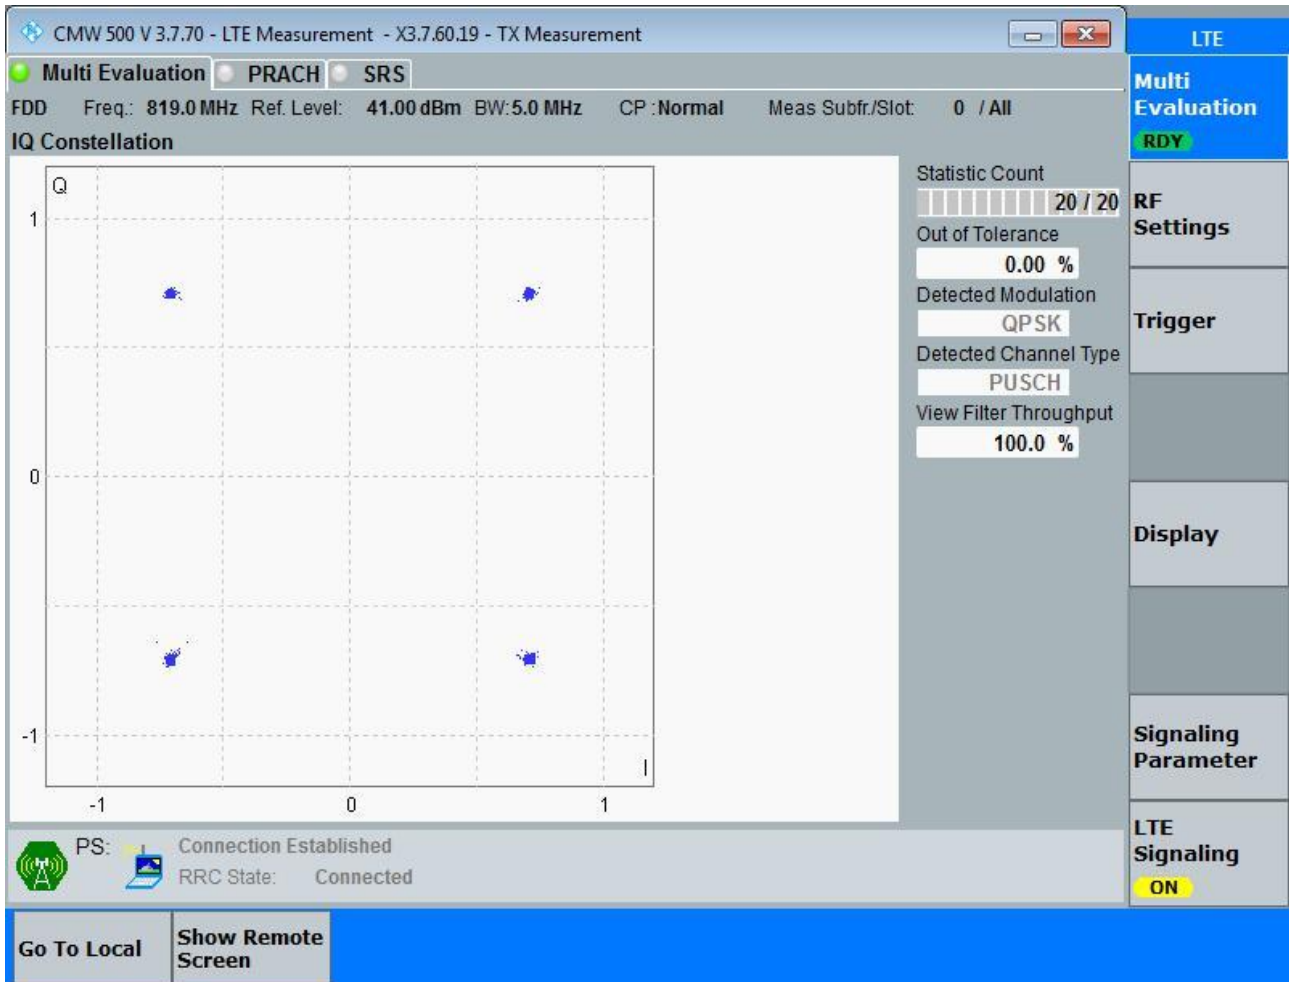 CMW 500 V 3.7.70 - LTE Measurement - X3.7.60.19 - TX Measurement
LTE
Multi Evaluation PRACH SRS
FDD Freq.: 819.0 MHz Ref. Level: 41.00 dBm BW: 5.0 MHz CP : Normal Meas Subfr./Slot: 0 / All
IQ Constellation
Q
1
0
-1
I
-1 0 1
Statistic Count
20 / 20
Out of Tolerance
0.00 %
Detected Modulation
QPSK
Detected Channel Type
PUSCH
View Filter Throughput
100.0 %
Multi
Evaluation
RDY
RF
Settings
Trigger
Display
Signaling
Parameter
LTE
Signaling
ON
PS: Connection Established
RRC State: Connected
Go To Local
Show Remote
Screen